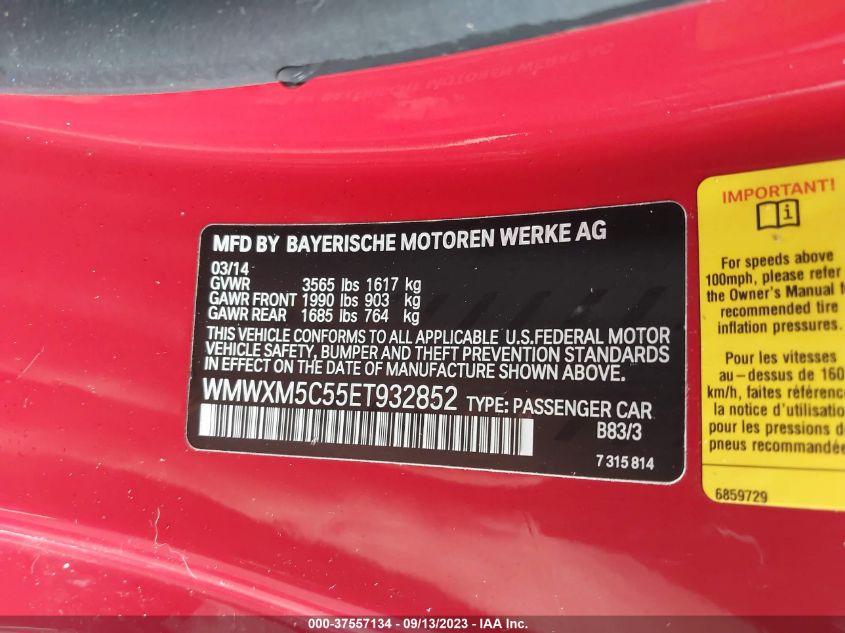 MFD BY BAYERISCHE MOTOREN WERKE AG
03/14
GVWR 3565 lbs 1617 kg
GAWR FRONT 1990 lbs 903 kg
GAWR REAR 1685 lbs 764 kg
THIS VEHICLE CONFORMS TO ALL APPLICABLE U.S.FEDERAL MOTOR
VEHICLE SAFETY, BUMPER AND THEFT PREVENTION STANDARDS
IN EFFECT ON THE DATE OF MANUFACTURE SHOWN ABOVE.
WMWXM5C55ET932852 TYPE: PASSENGER CAR
B83/3
7 315 814
IMPORTANT!
For speeds above
100mph, please refer
the Owner's Manual
recommended tire
inflation pressures.
Pour les vitesses
au-dessus de 160
km/h, faites
la notice d'utilisation
pour les pressions de
pneus
6859729
000-37557134 - 09/13/2023 - IAA Inc.